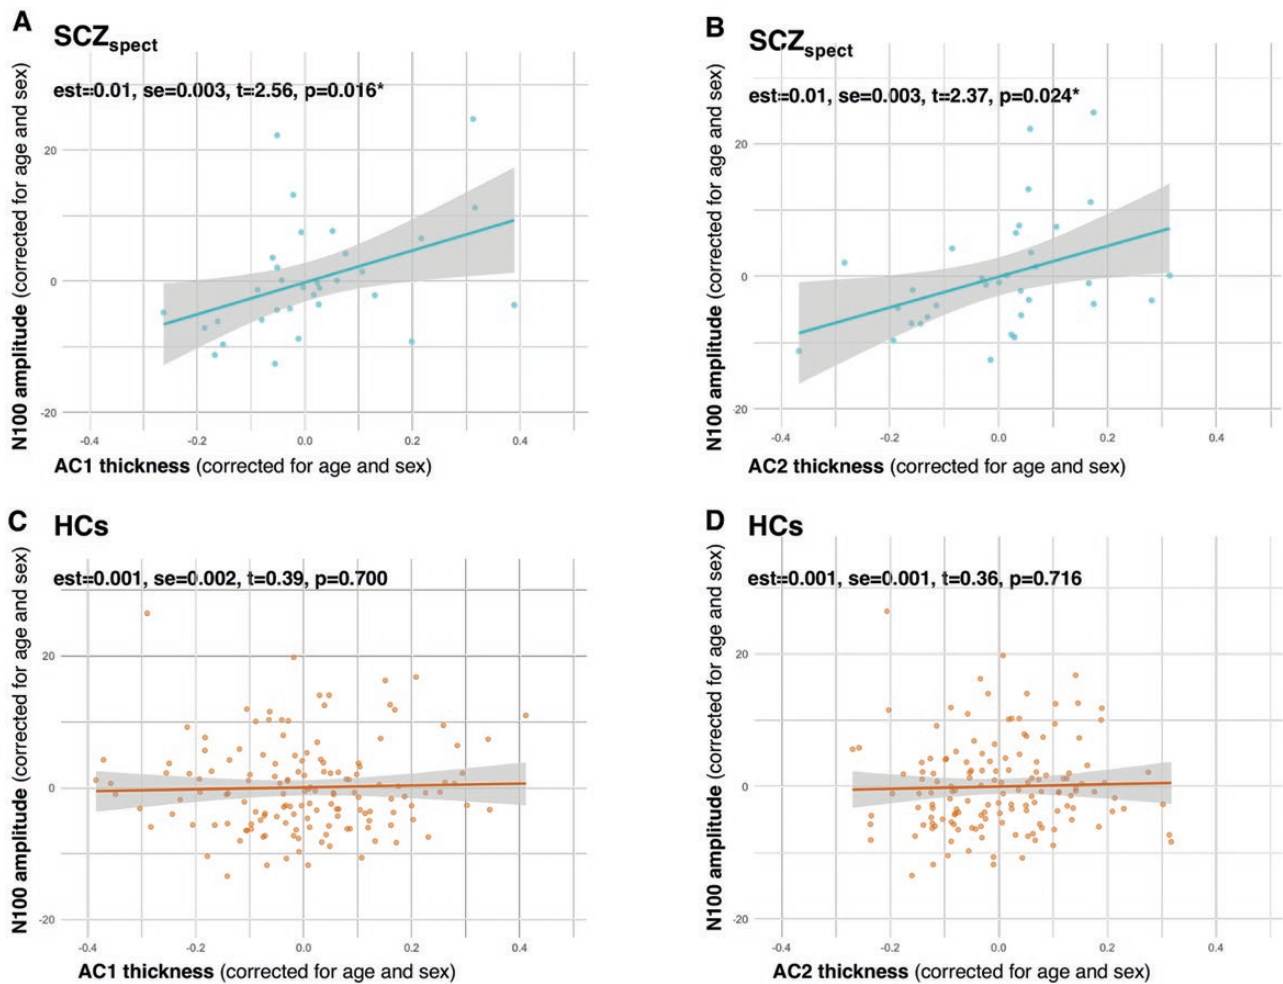 A
SCZspect
est=0.01, se=0.003, t=2.56, p=0.016*
N100 amplitude (corrected for age and sex)
20
0
-20
-0.4 -0.2 0.0 0.2 0.4
AC1 thickness (corrected for age and sex)
B
SCZspect
est=0.01, se=0.003, t=2.37, p=0.024*
N100 amplitude (corrected for age and sex)
20
0
-20
-0.4 -0.2 0.0 0.2 0.4
AC2 thickness (corrected for age and sex)
C
HCs
est=0.001, se=0.002, t=0.39, p=0.700
N100 amplitude (corrected for age and sex)
20
0
-20
-0.4 -0.2 0.0 0.2 0.4
AC1 thickness (corrected for age and sex)
D
HCs
est=0.001, se=0.001, t=0.36, p=0.716
N100 amplitude (corrected for age and sex)
20
0
-20
-0.4 -0.2 0.0 0.2 0.4
AC2 thickness (corrected for age and sex)